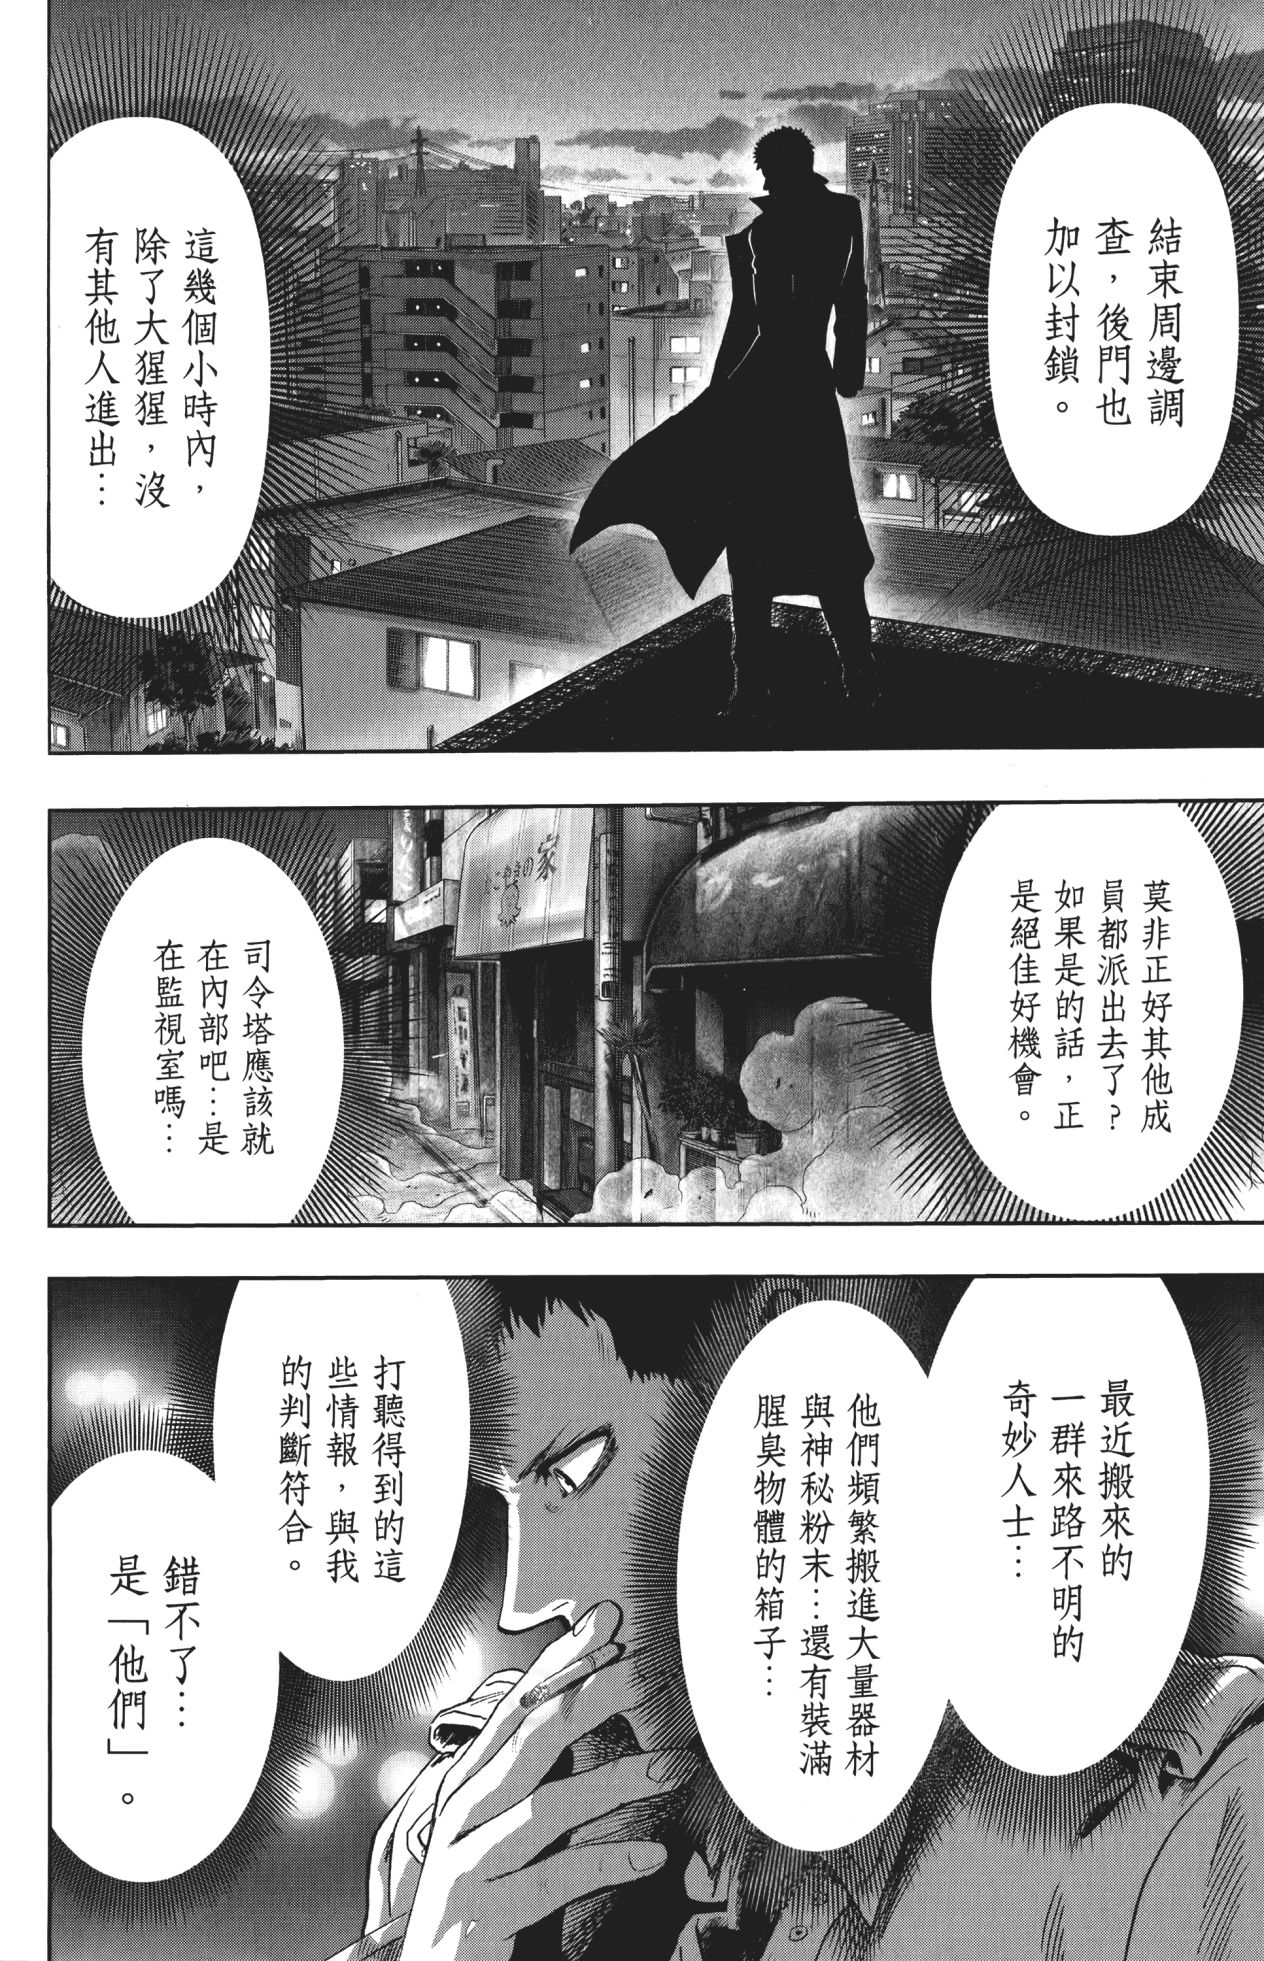 結束周邊調
查，後門也
加以封鎖。
這幾個小時內，
除了大猩猩，沒
有其他人進出…
莫非正好其他成
員都派出去了？
如果是的話，正
是絕佳好機會。
たこやきの家
司令塔應該就
在內部吧…是
在監視室嗎…
最近搬來的
一群來路不明的
奇妙人士…
他們頻繁搬進大量器材
與神秘粉末…還有裝滿
腥臭物體的箱子…
打聽得到的這
些情報，與我
的判斷符合。
錯不了…
是「他們」。